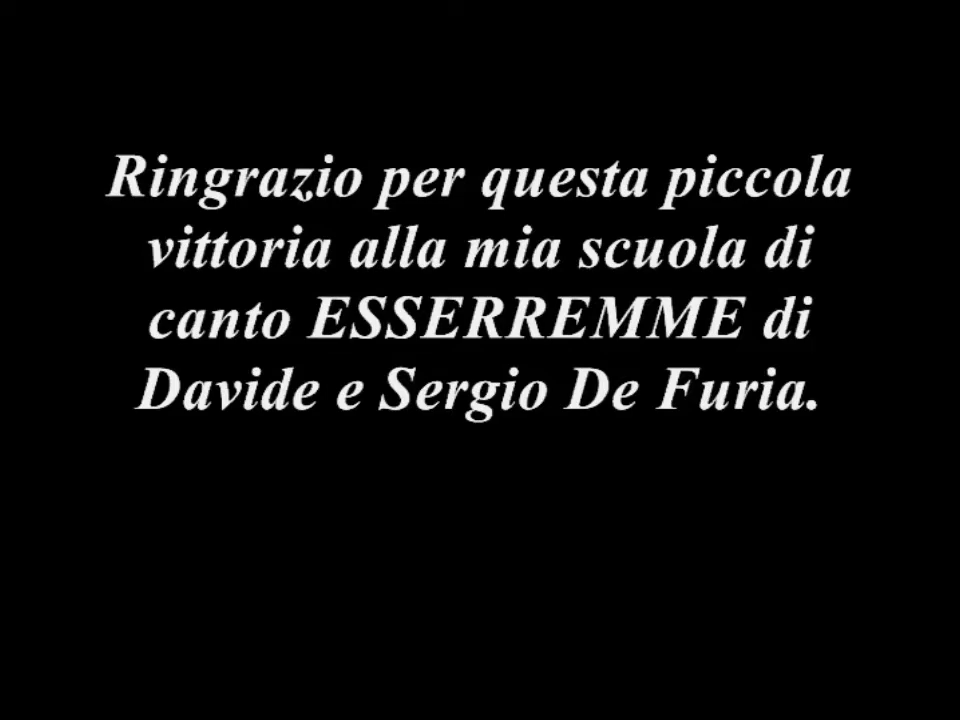 Ringrazio per questa piccola
vittoria alla mia scuola di
canto ESSERREMME di
Davide e Sergio De Furia.